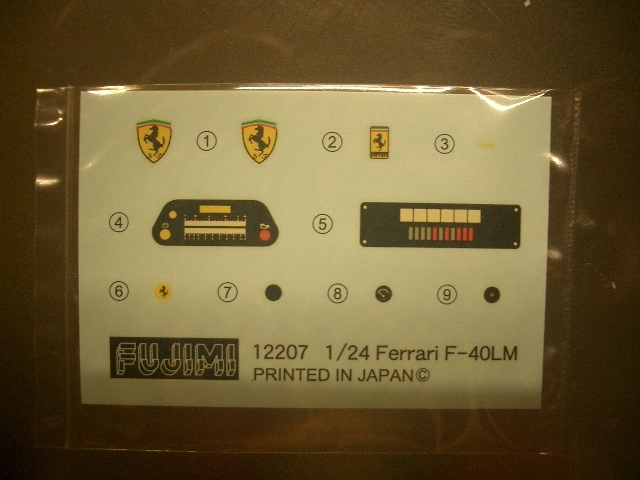 ① ② ③
④ ⑤
⑥ ⑦ ⑧ ⑨
FUJIMI
12207 1/24 Ferrari F-40LM
PRINTED IN JAPAN©